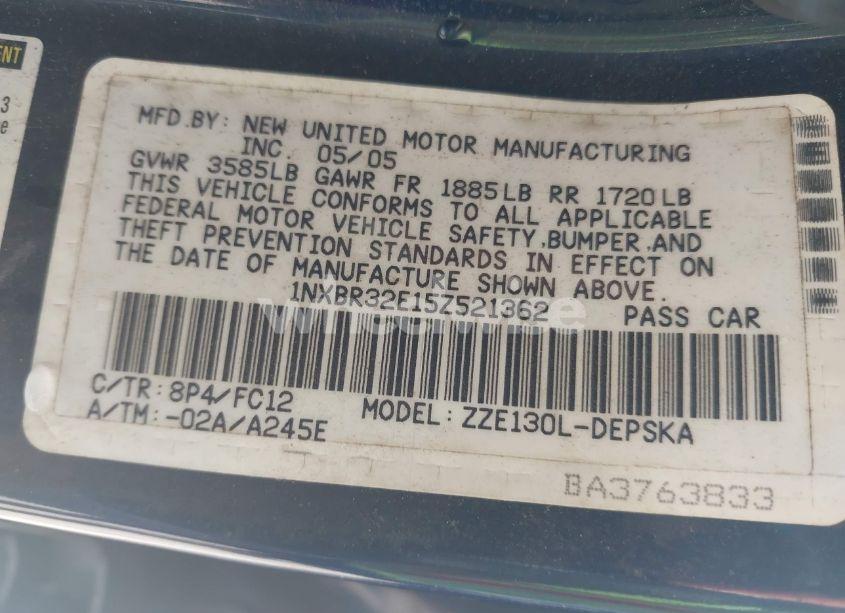 ENT
3
e
MFD.BY: NEW UNITED MOTOR MANUFACTURING
INC. 05/05
GVWR 3585LB GAWR FR 1885LB RR 1720LB
THIS VEHICLE CONFORMS TO ALL APPLICABLE
FEDERAL MOTOR VEHICLE SAFETY,BUMPER,AND
THEFT PREVENTION STANDARDS IN EFFECT ON
THE DATE OF MANUFACTURE SHOWN ABOVE.
1NXBR32E15Z521362 PASS CAR
C/TR: 8P4/FC12
A/TM: -02A/A245E
MODEL: ZZE130L-DEPSKA
BA3763833